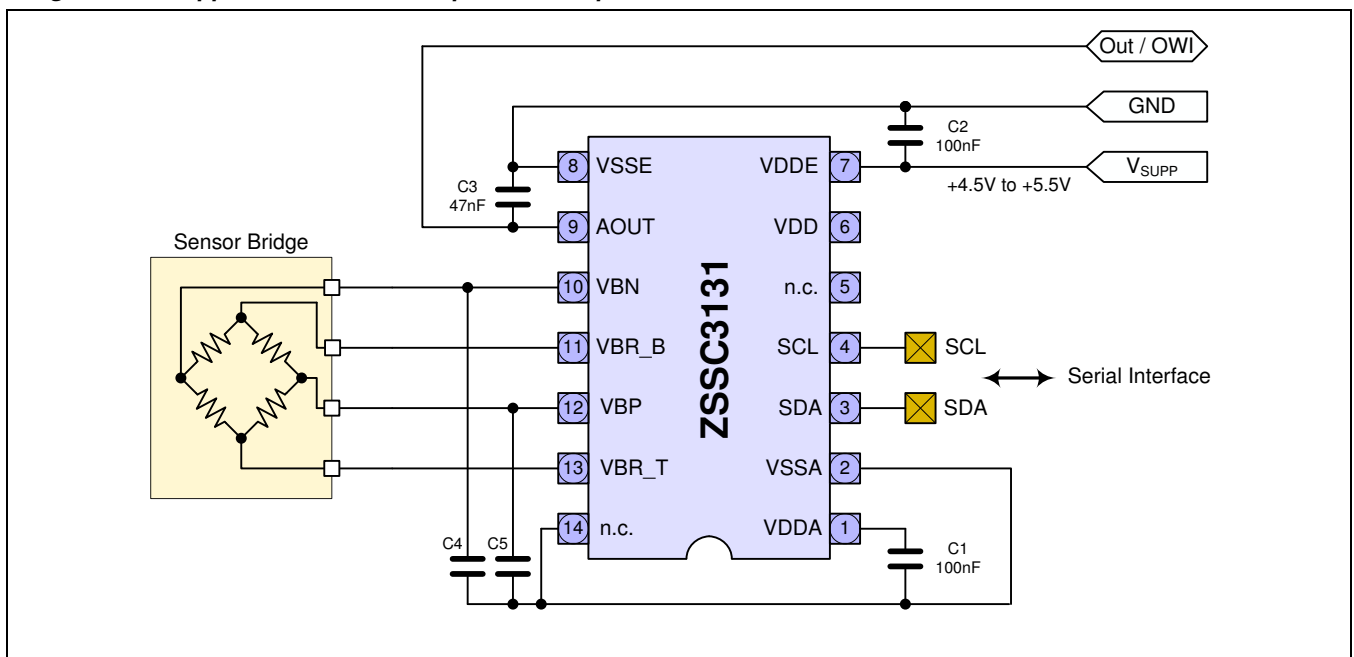 Out / OWI
GND
C2
100nF
VSUPP
+4.5V to +5.5V
8 VSSE
VDDE 7
C3
47nF
9 AOUT
VDD 6
Sensor Bridge
10 VBN
n.c. 5
ZSSC3131
11 VBR_B
SCL 4
SCL
Serial Interface
12 VBP
SDA 3
SDA
13 VBR_T
VSSA 2
14 n.c.
VDDA 1
C4
C5
C1
100nF